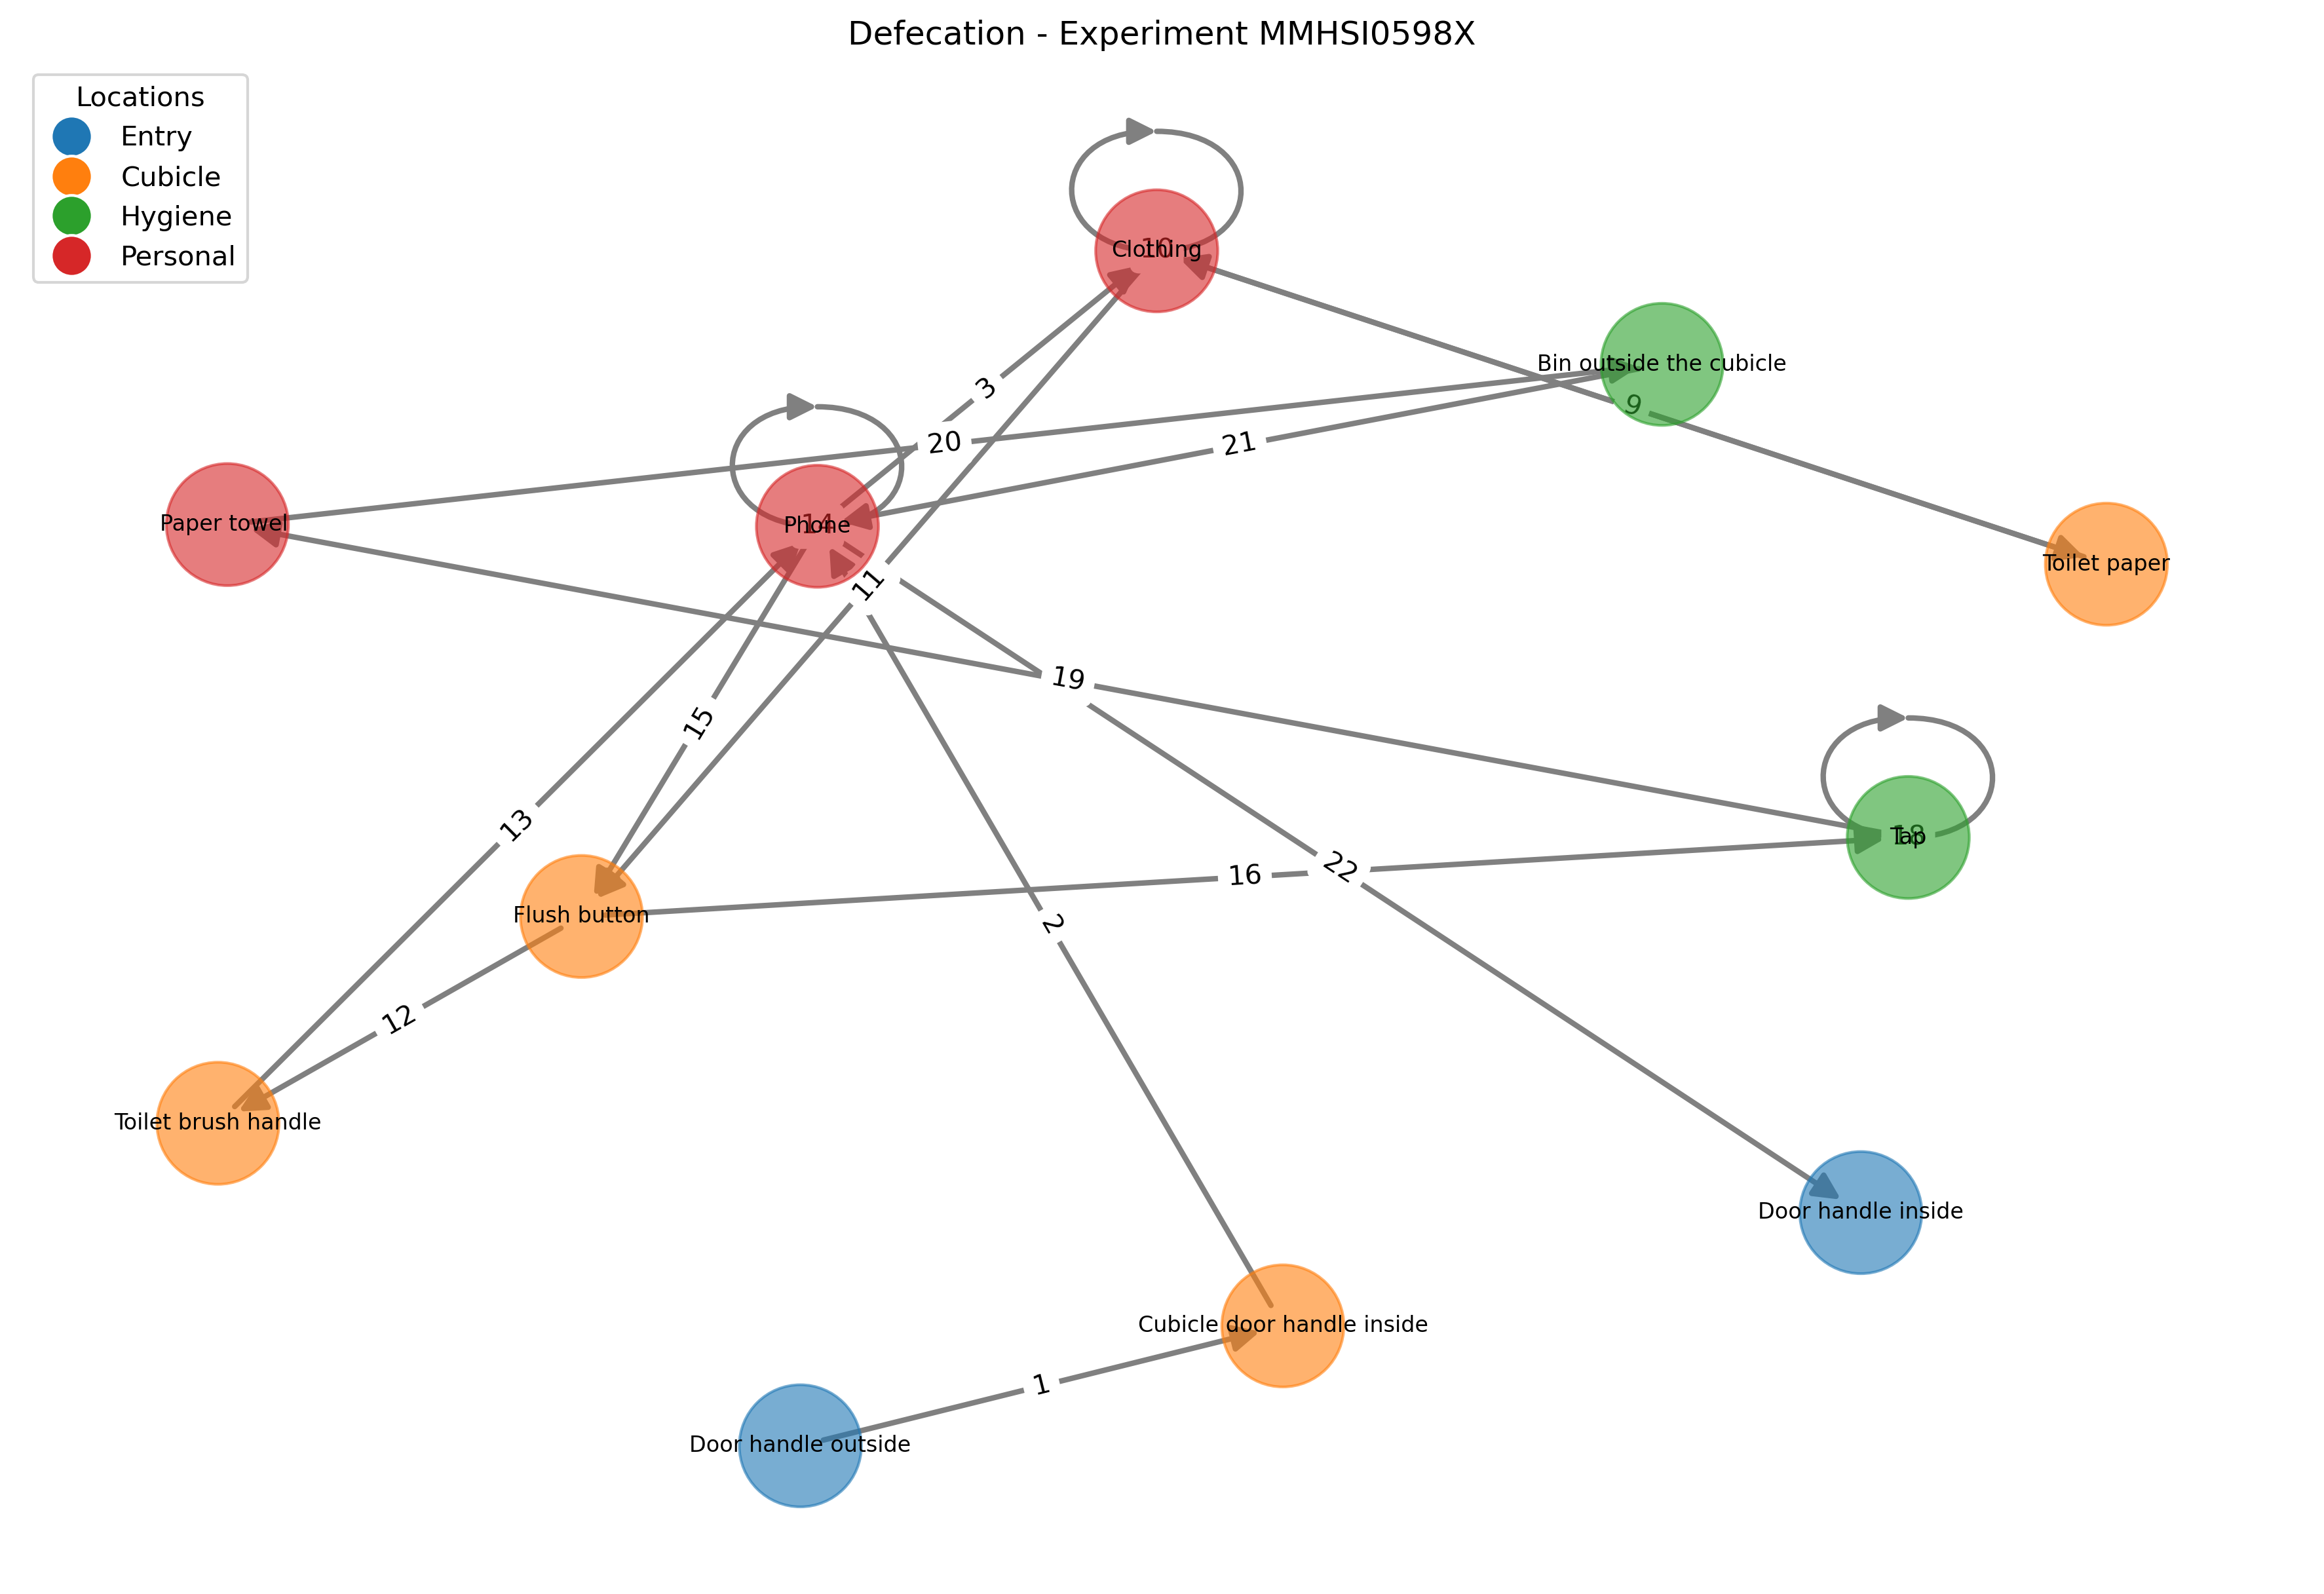 Defecation - Experiment MMHSI0598X
Locations
Entry
Cubicle
Hygiene
Personal
Clothing
10
Bin outside the cubicle
3
9
20
21
Paper towel
Phone
14
Toilet paper
11
19
15
13
Tap
18
22
16
2
Flush button
12
Toilet brush handle
Door handle inside
Cubicle door handle inside
1
Door handle outside